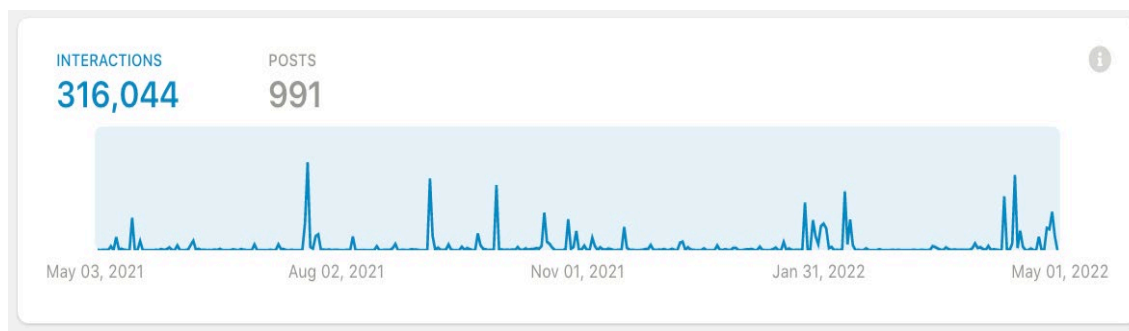 INTERACTIONS POSTS
316,044 991
May 03, 2021 Aug 02, 2021 Nov 01, 2021 Jan 31, 2022 May 01, 2022